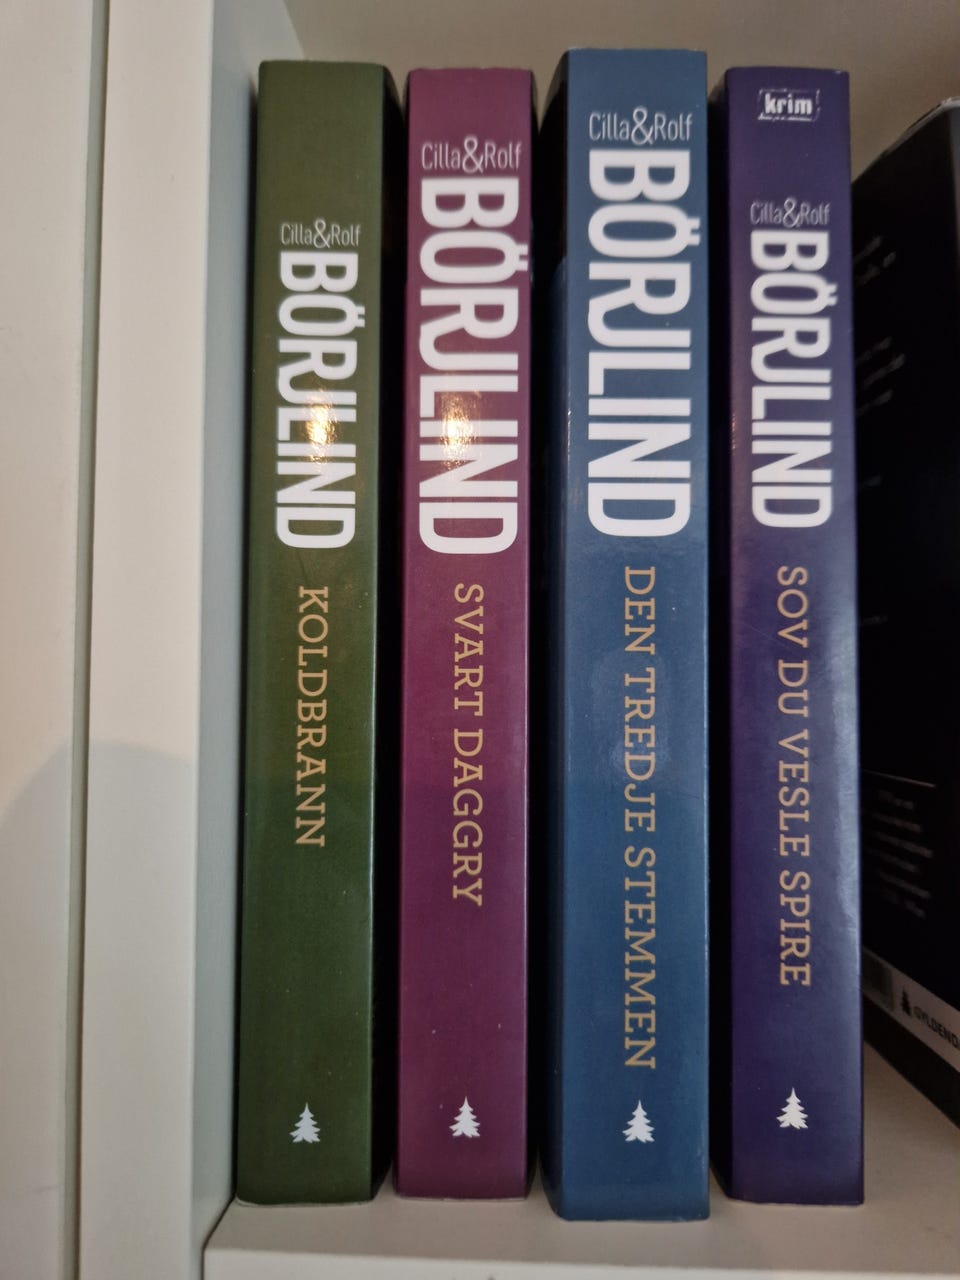 Cilla&Rolf
BÖRJLIND
KOLDBRANN
Cilla&Rolf
BÖRJLIND
SVART DAGGRY
Cilla&Rolf
BÖRJLIND
DEN TREDJE STEMMEN
krim
Cilla&Rolf
BÖRJLIND
SOV DU VESLE SPIRE
GYLDENDA